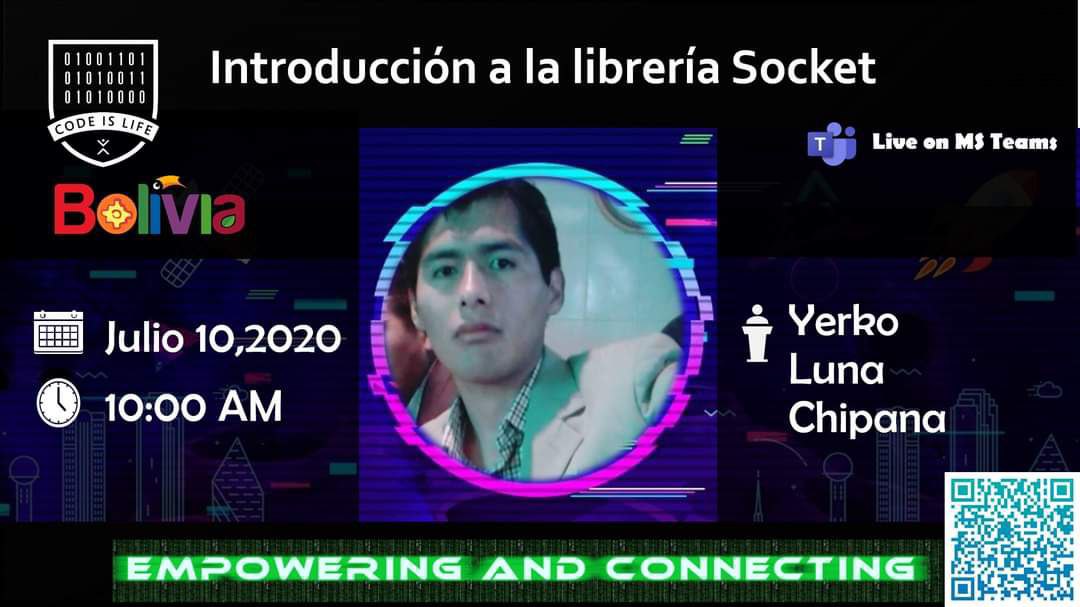 01001101
01010011
01010000
CODE IS LIFE
Introducción a la librería Socket
Bolivia
T
Live on MS Teams
Julio 10,2020
10:00 AM
Yerko
Luna
Chipana
EMPOWERING AND CONNECTING